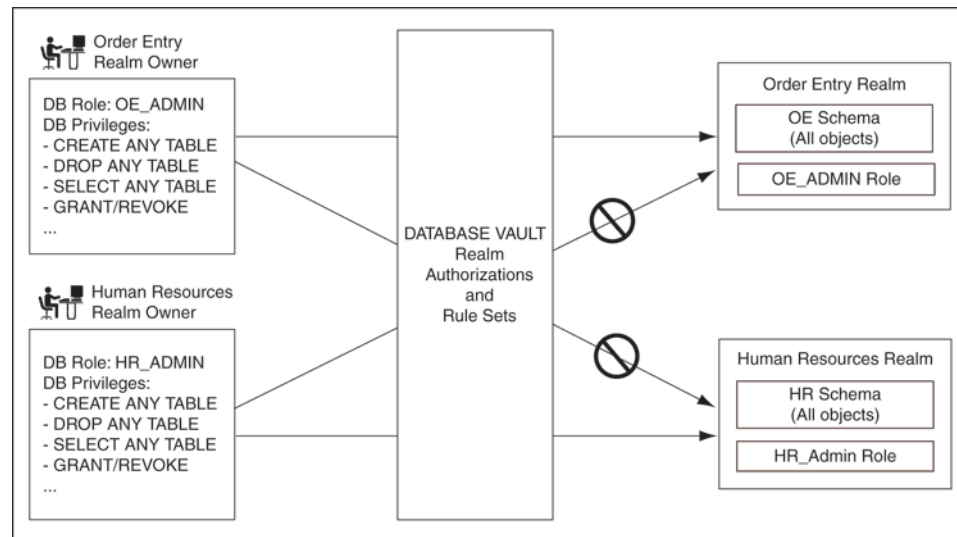 Order Entry
Realm Owner
DB Role: OE_ADMIN
DB Privileges:
- CREATE ANY TABLE
- DROP ANY TABLE
- SELECT ANY TABLE
- GRANT/REVOKE
...
Human Resources
Realm Owner
DB Role: HR_ADMIN
DB Privileges:
- CREATE ANY TABLE
- DROP ANY TABLE
- SELECT ANY TABLE
- GRANT/REVOKE
...
DATABASE VAULT
Realm
Authorizations
and
Rule Sets
Order Entry Realm
OE Schema
(All objects)
OE_ADMIN Role
Human Resources Realm
HR Schema
(All objects)
HR_Admin Role